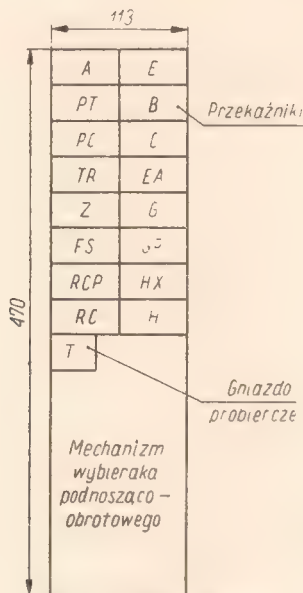 113
A E
PT B
Przekaźniki
PC C
TR EA
Z G
FS
RCP HX
RC H
470
T
Gniazdo
probiercze
Mechanizm
wybieraka
podnosząco –
obrotowego